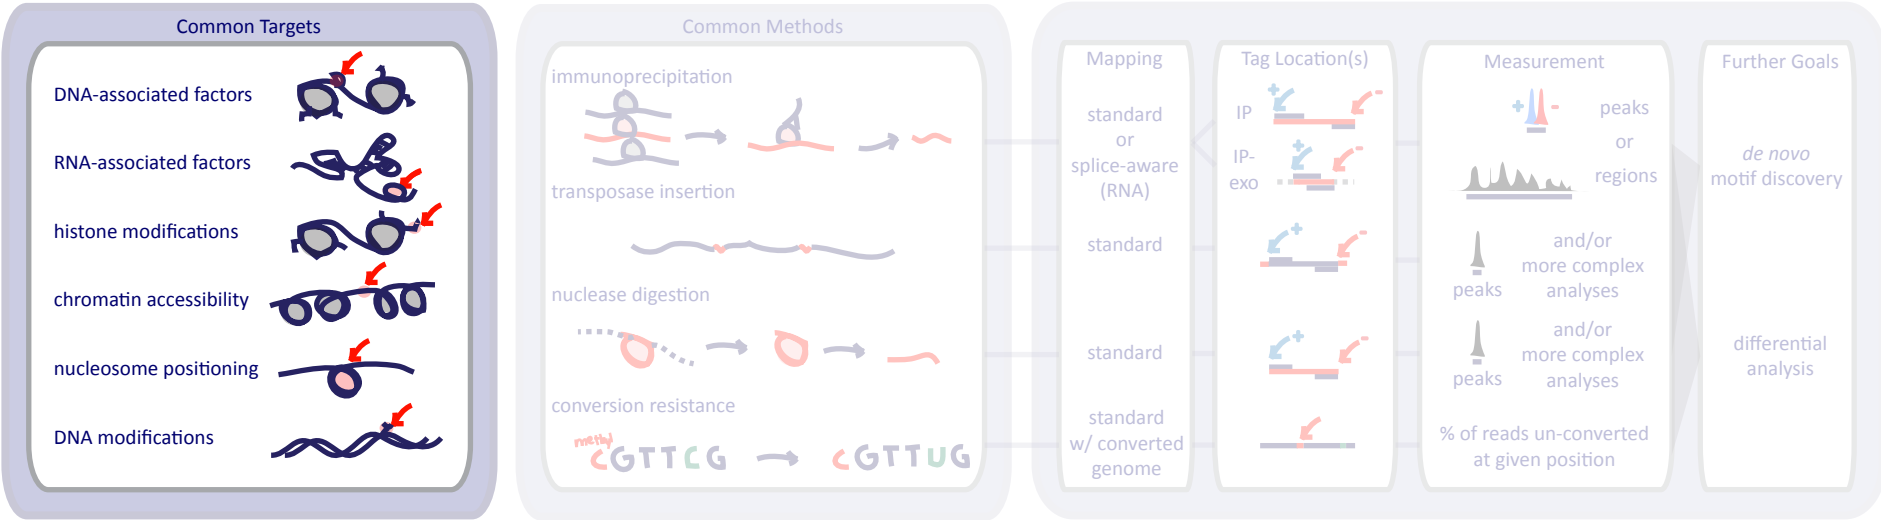 Common Targets
DNA-associated factors
RNA-associated factors
histone modifications
chromatin accessibility
nucleosome positioning
DNA modifications
Common Methods
immunoprecipitation
transposase insertion
nuclease digestion
conversion resistance
methyl
CGTTCG
CGTTUG
Mapping
standard
or
splice-aware
(RNA)
standard
standard
standard
w/ converted
genome
Tag Location(s)
IP
+
-
IP-
exo
+
-
+
-
+
-
Measurement
+
-
peaks
or
regions
peaks
and/or
more complex
analyses
peaks
and/or
more complex
analyses
% of reads un-converted
at given position
Further Goals
de novo
motif discovery
differential
analysis